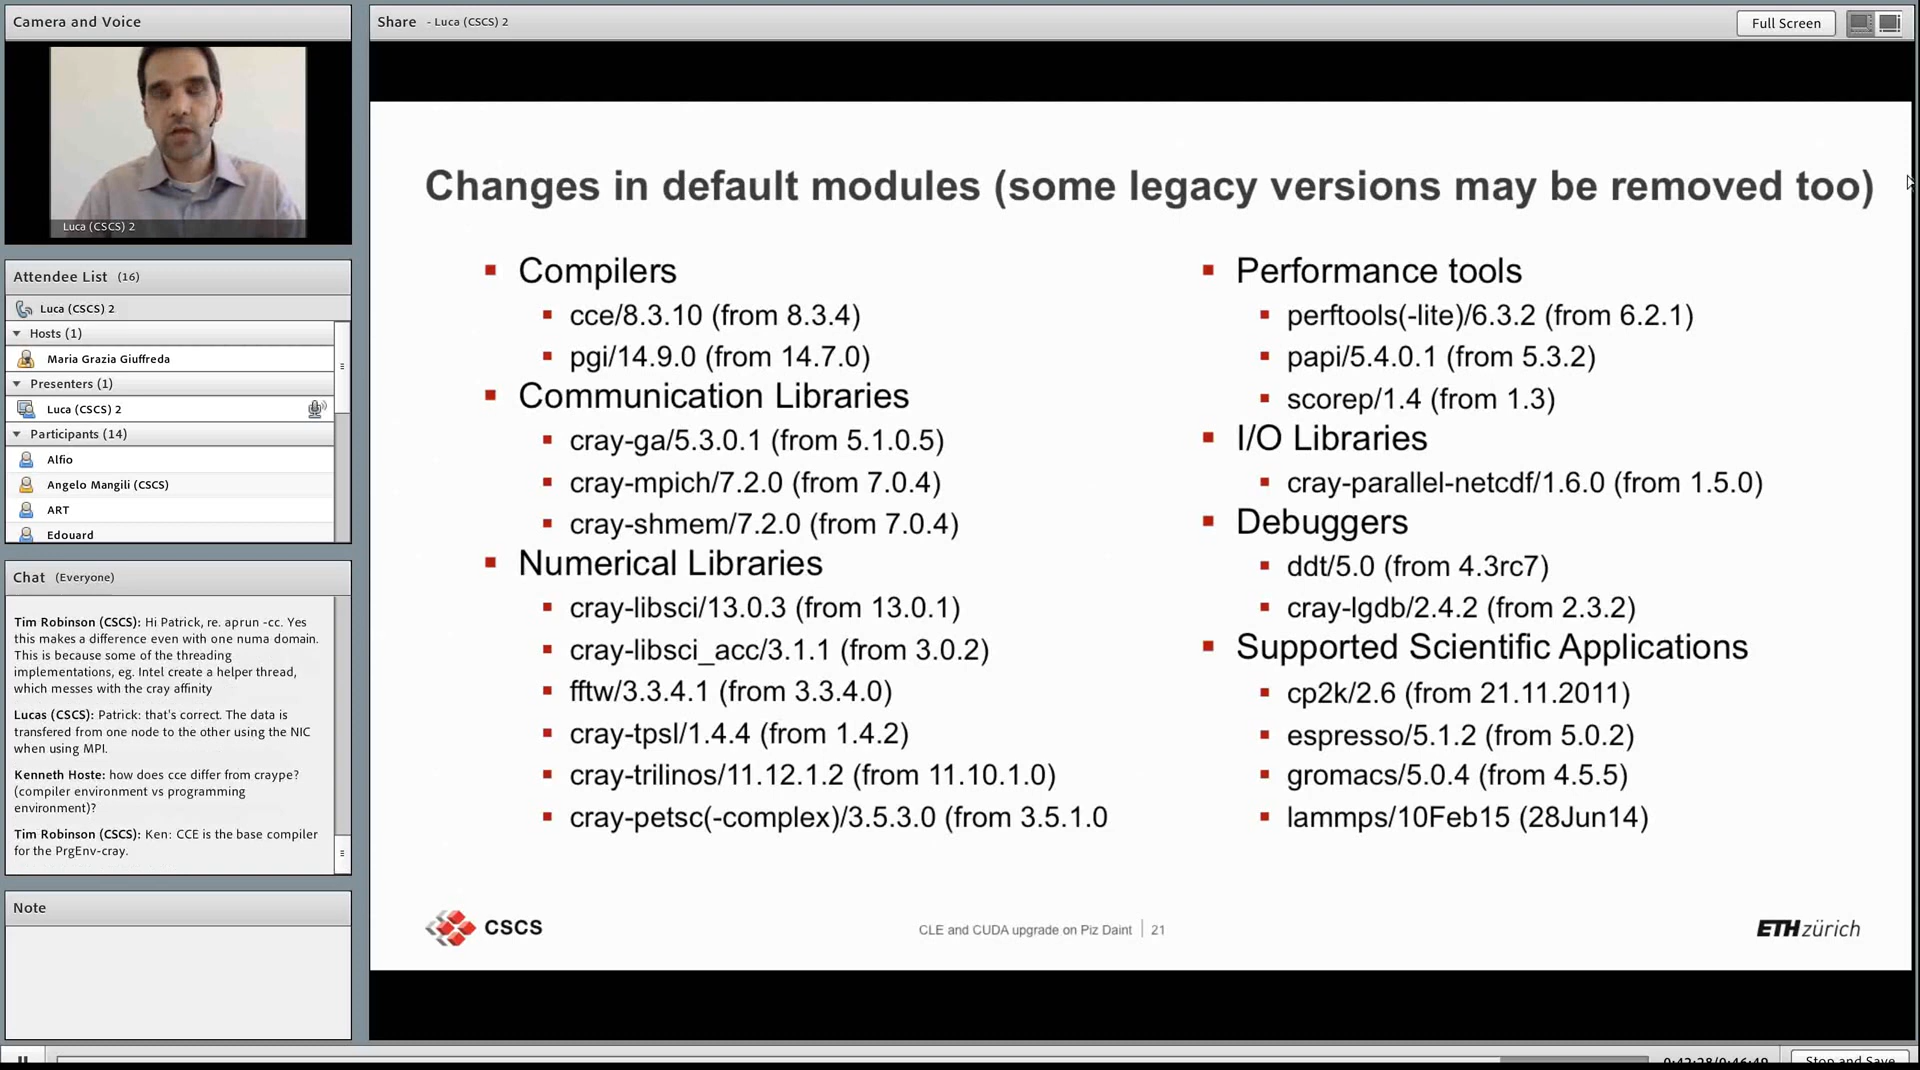 Camera and Voice
Luca (CSCS) 2
Attendee List (16)
Luca (CSCS) 2
Hosts (1)
Maria Grazia Giuffreda
Presenters (1)
Luca (CSCS) 2
Participants (14)
Alfio
Angelo Mangili (CSCS)
ART
Edouard
Chat (Everyone)
Tim Robinson (CSCS): Hi Patrick, re. aprun -cc. Yes
this makes a difference even with one numa domain.
This is because some of the threading
implementations, eg. Intel create a helper thread,
which messes with the cray affinity
Lucas (CSCS): Patrick: that's correct. The data is
transfered from one node to the other using the NIC
when using MPI.
Kenneth Hoste: how does cce differ from craype?
(compiler environment vs programming
environment)?
Tim Robinson (CSCS): Ken: CCE is the base compiler
for the PrgEnv-cray.
Note
Share - Luca (CSCS) 2
Full Screen
Changes in default modules (some legacy versions may be removed too)
Compilers
cce/8.3.10 (from 8.3.4)
pgi/14.9.0 (from 14.7.0)
Communication Libraries
cray-ga/5.3.0.1 (from 5.1.0.5)
cray-mpich/7.2.0 (from 7.0.4)
cray-shmem/7.2.0 (from 7.0.4)
Numerical Libraries
cray-libsci/13.0.3 (from 13.0.1)
cray-libsci_acc/3.1.1 (from 3.0.2)
fftw/3.3.4.1 (from 3.3.4.0)
cray-tpsl/1.4.4 (from 1.4.2)
cray-trilinos/11.12.1.2 (from 11.10.1.0)
cray-petsc(-complex)/3.5.3.0 (from 3.5.1.0
Performance tools
perftools(-lite)/6.3.2 (from 6.2.1)
papi/5.4.0.1 (from 5.3.2)
scorep/1.4 (from 1.3)
I/O Libraries
cray-parallel-netcdf/1.6.0 (from 1.5.0)
Debuggers
ddt/5.0 (from 4.3rc7)
cray-lgdb/2.4.2 (from 2.3.2)
Supported Scientific Applications
cp2k/2.6 (from 21.11.2011)
espresso/5.1.2 (from 5.0.2)
gromacs/5.0.4 (from 4.5.5)
lammps/10Feb15 (28Jun14)
CSCS
CLE and CUDA upgrade on Piz Daint | 21
ETH zürich
0:42:28/0:46:49
Stop and Save